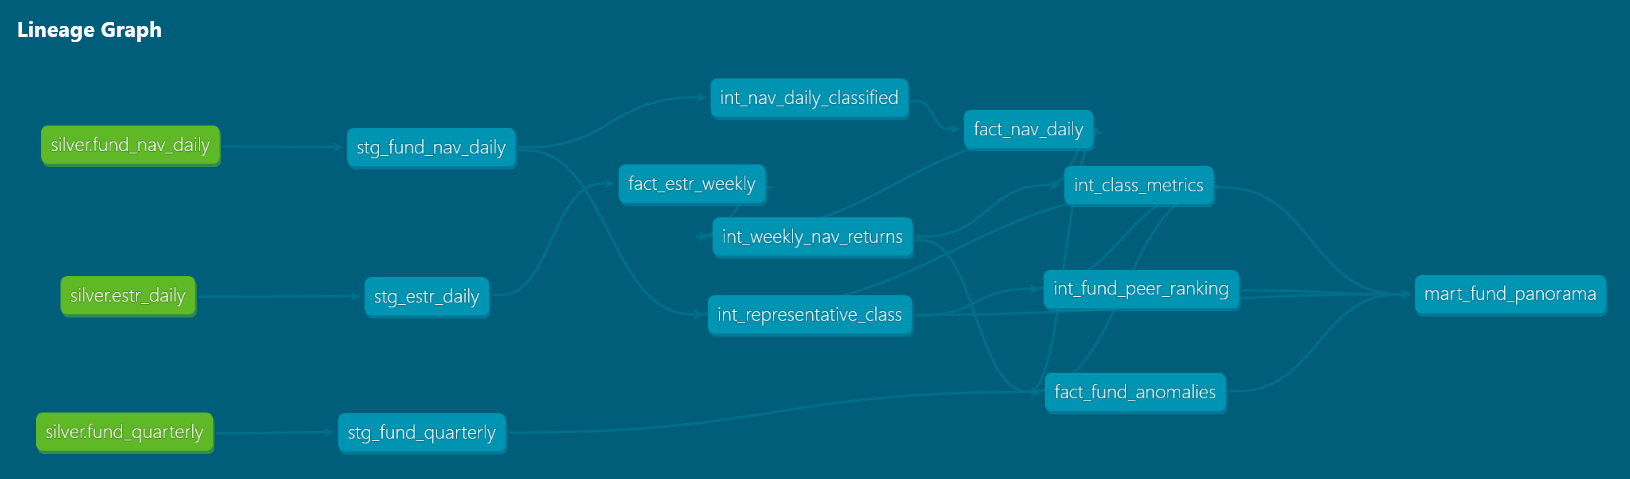 Lineage Graph
int_nav_daily_classified
fact_nav_daily
silver.fund_nav_daily
stg_fund_nav_daily
fact_estr_weekly
int_class_metrics
int_weekly_nav_returns
silver.estr_daily
stg_estr_daily
int_fund_peer_ranking
mart_fund_panorama
int_representative_class
fact_fund_anomalies
silver.fund_quarterly
stg_fund_quarterly